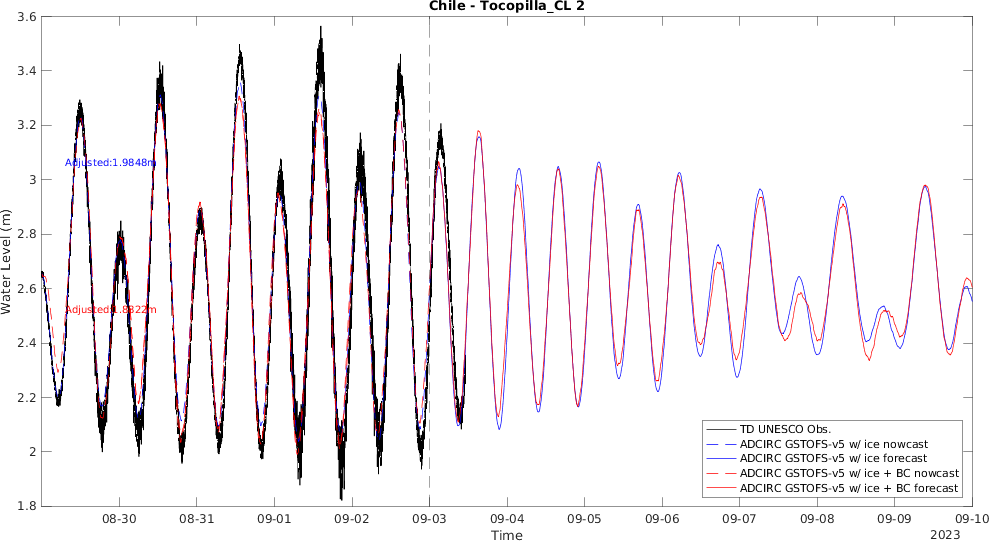 Chile - Tocopilla_CL 2
Water Level (m)
3.6
3.4
3.2
3
2.8
2.6
2.4
2.2
2
1.8
Adjusted:1.9848m
Adjusted:1.8322m
TD UNESCO Obs.
ADCIRC GSTOFS-v5 w/ ice nowcast
ADCIRC GSTOFS-v5 w/ ice forecast
ADCIRC GSTOFS-v5 w/ ice + BC nowcast
ADCIRC GSTOFS-v5 w/ ice + BC forecast
08-30 08-31 09-01 09-02 09-03 09-04 09-05 09-06 09-07 09-08 09-09 09-10
Time
2023